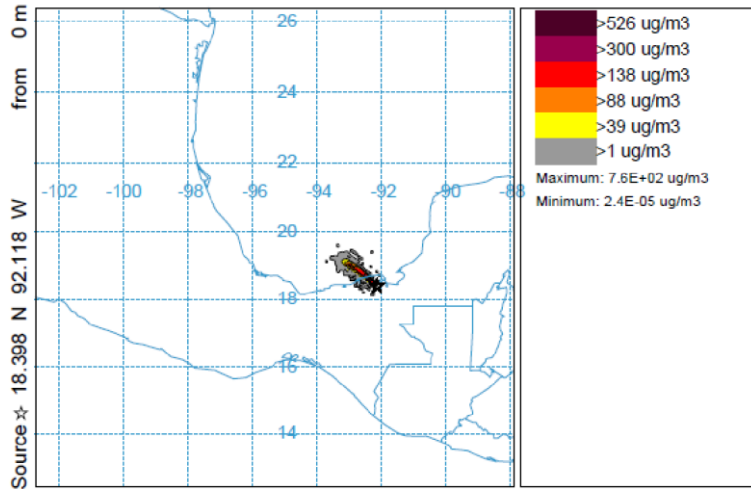 Source ☆ 18.398 N 92.118 W from 0 m
26
24
22
-102 -100 -98 -96 -94 -92 -90 -88
20
18
16
14
>526 ug/m3
>300 ug/m3
>138 ug/m3
>88 ug/m3
>39 ug/m3
>1 ug/m3
Maximum: 7.6E+02 ug/m3
Minimum: 2.4E-05 ug/m3